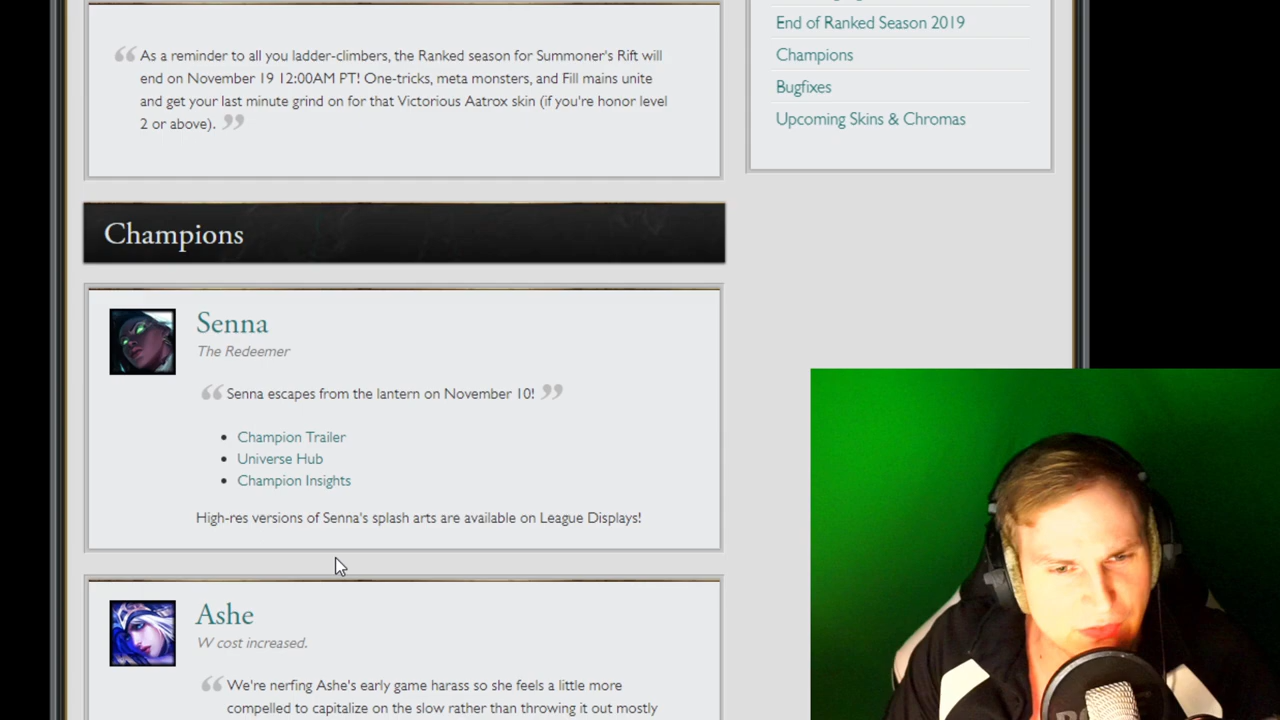 As a reminder to all you ladder-climbers, the Ranked season for Summoner's Rift will
end on November 19 12:00AM PT! One-tricks, meta monsters, and Fill mains unite
and get your last minute grind on for that Victorious Aatrox skin (if you're honor level
2 or above).
End of Ranked Season 2019
Champions
Bugfixes
Upcoming Skins & Chromas
Champions
Senna
The Redeemer
Senna escapes from the lantern on November 10!
Champion Trailer
Universe Hub
Champion Insights
High-res versions of Senna's splash arts are available on League Displays!
Ashe
W cost increased.
We're nerfing Ashe's early game harass so she feels a little more
compelled to capitalize on the slow rather than throwing it out mostly